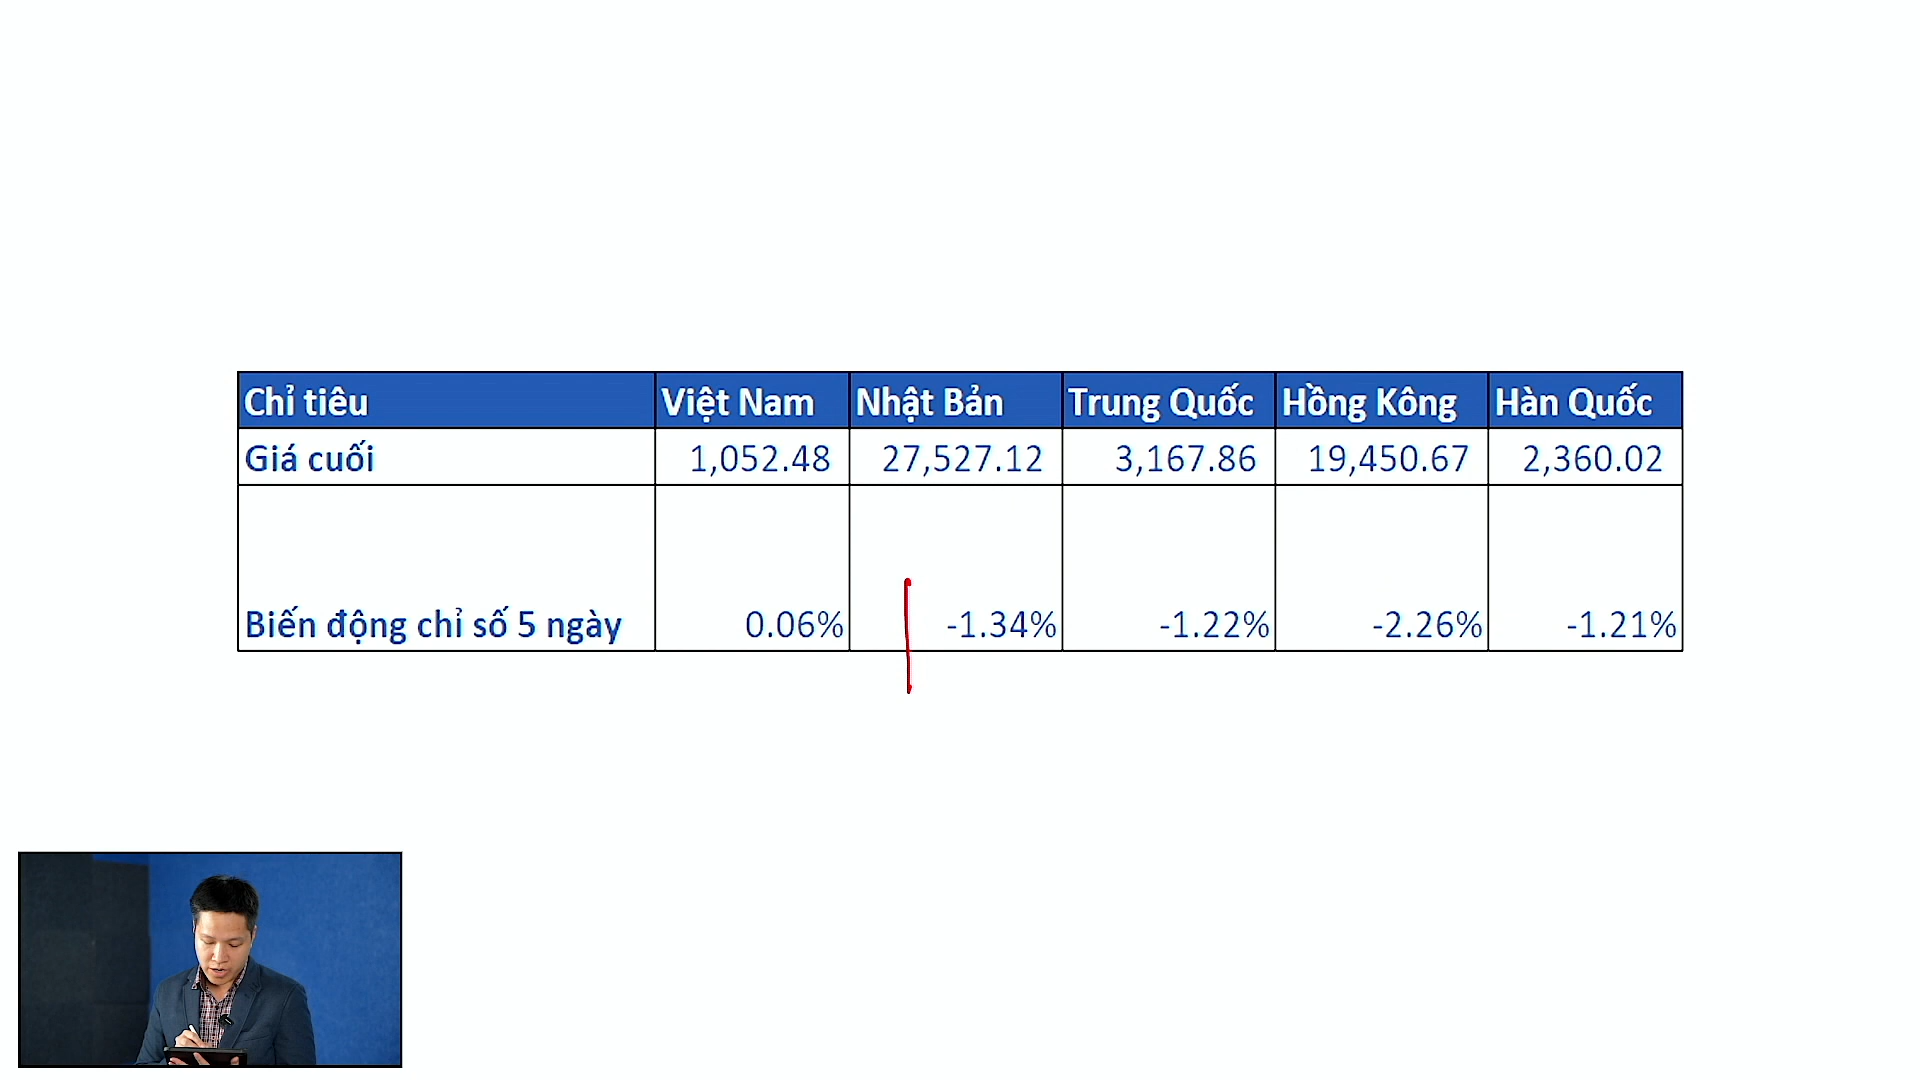 Chỉ tiêu Việt Nam Nhật Bản Trung Quốc Hồng Kông Hàn Quốc
Giá cuối 1,052.48 27,527.12 3,167.86 19,450.67 2,360.02
Biến động chỉ số 5 ngày 0.06% -1.34% -1.22% -2.26% -1.21%